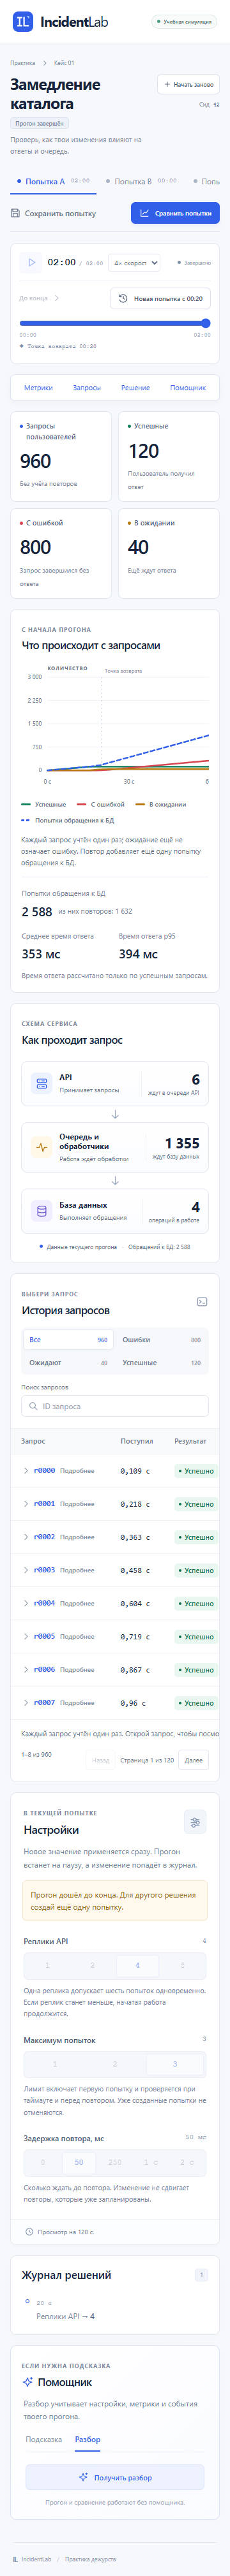 IL IncidentLab
Учебная симуляция
Практика > Кейс 01
Замедление каталога
+ Начать заново
Сид 42
Прогон завершён
Проверь, как твои изменения влияют на
ответы и очередь.
Попытка A 02:00
Попытка B 00:00
Попь
Сохранить попытку
Сравнить попытки
02:00 / 02:00
4× скорост
Завершено
До конца
Новая попытка с 00:20
00:00
02:00
Точка возврата 00:20
Метрики
Запросы
Решение
Помощник
Запросы
пользователей
960
Без учёта повторов
Успешные
120
Пользователь получил
ответ
С ошибкой
800
Запрос завершился без
ответа
В ожидании
40
Ещё ждут ответа
С НАЧАЛА ПРОГОНА
Что происходит с запросами
КОЛИЧЕСТВО
Точка возврата
3 000
2 250
1 500
750
0
0 с
30 с
6
Успешные
С ошибкой
В ожидании
Попытки обращения к БД
Каждый запрос учтён один раз; ожидание ещё не
означает ошибку. Повтор добавляет ещё одну попытку
обращения к БД.
Попытки обращения к БД
2 588 из них повторов: 1 632
Среднее время ответа
353 мс
Время ответа p95
394 мс
Время ответа рассчитано только по успешным запросам.
СХЕМА СЕРВИСА
Как проходит запрос
API
Принимает запросы
6
ждут в очереди API
Очередь и
обработчики
Работа ждёт обработки
1 355
ждут базу данных
База данных
Выполняет обращения
4
операций в работе
Данные текущего прогона · Обращений к БД: 2 588
ВЫБЕРИ ЗАПРОС
История запросов
Все 960
Ошибки 800
Ожидают 40
Успешные 120
Поиск запросов
ID запроса
Запрос Поступил Результат
r0000 Подробнее 0,109 с Успешно
r0001 Подробнее 0,218 с Успешно
r0002 Подробнее 0,363 с Успешно
r0003 Подробнее 0,458 с Успешно
r0004 Подробнее 0,604 с Успешно
r0005 Подробнее 0,719 с Успешно
r0006 Подробнее 0,867 с Успешно
r0007 Подробнее 0,96 с Успешно
Каждый запрос учтён один раз. Открой запрос, чтобы посмо
1–8 из 960
Назад
Страница 1 из 120
Далее
В ТЕКУЩЕЙ ПОПЫТКЕ
Настройки
Новое значение применяется сразу. Прогон
встанет на паузу, а изменение попадёт в журнал.
Прогон дошёл до конца. Для другого решения
создай ещё одну попытку.
Реплики API 4
1 2 4
Одна реплика допускает шесть попыток одновременно.
Если реплик станет меньше, начатая работа
продолжится.
Максимум попыток 3
1 2 3
Лимит включает первую попытку и проверяется при
таймауте и перед повтором. Уже созданные попытки не
отменяются.
Задержка повтора, мс 50 мс
0 50 250 1 с 2 с
Сколько ждать до повтора. Изменение не сдвигает
повторы, которые уже запланированы.
Просмотр на 120 с.
Журнал решений 1
20 с
Реплики API → 4
ЕСЛИ НУЖНА ПОДСКАЗКА
Помощник
Разбор учитывает настройки, метрики и события
твоего прогона.
Подсказка
Разбор
Получить разбор
Прогон и сравнение работают без помощника.
IL IncidentLab / Практика дежурств